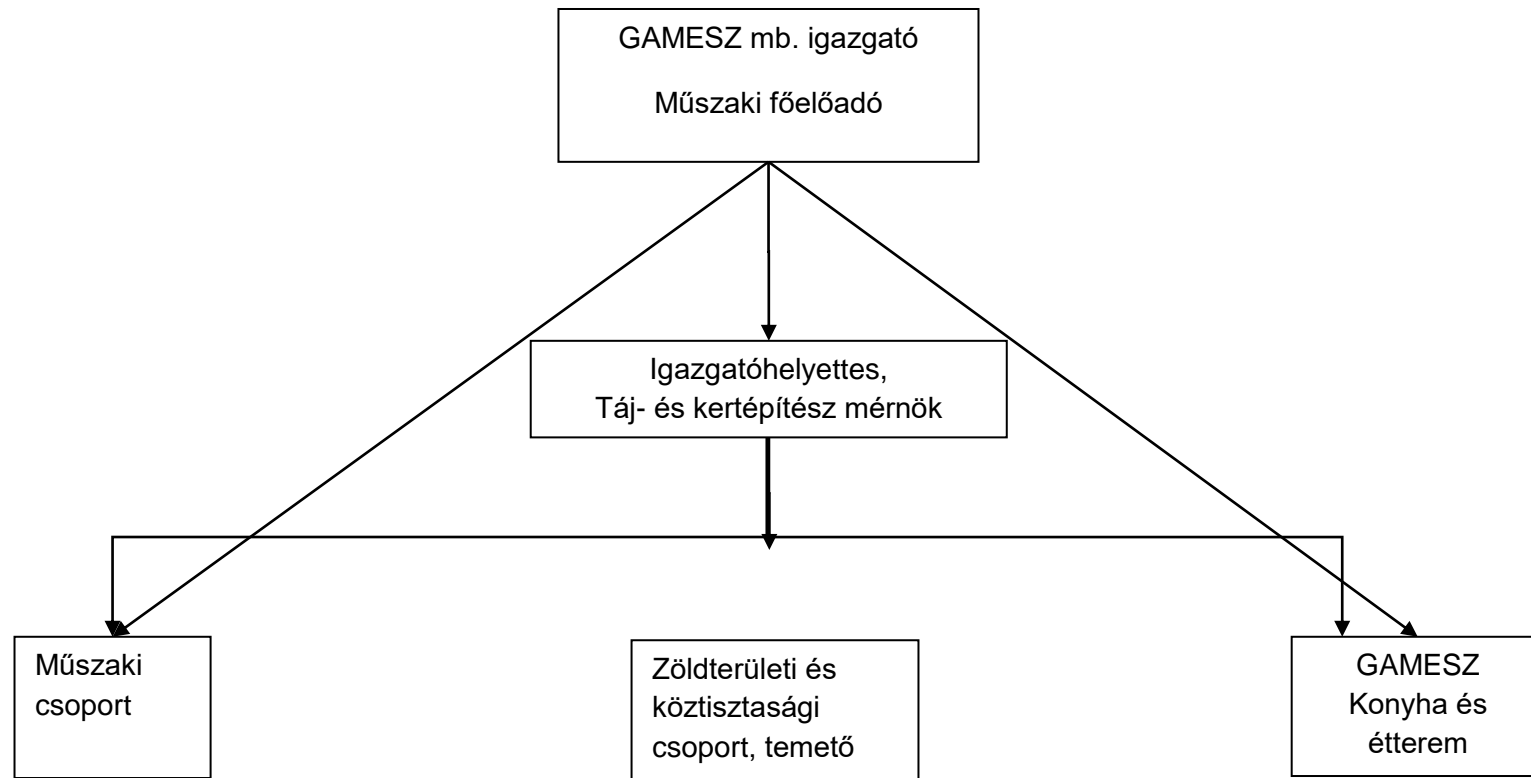 GAMESZ mb. igazgató
Műszaki főelőadó
Igazgatóhelyettes,
Táj- és kertépítész mérnök
Műszaki
csoport
Zöldterületi és
köztisztasági
csoport, temető
GAMESZ
Konyha és
étterem